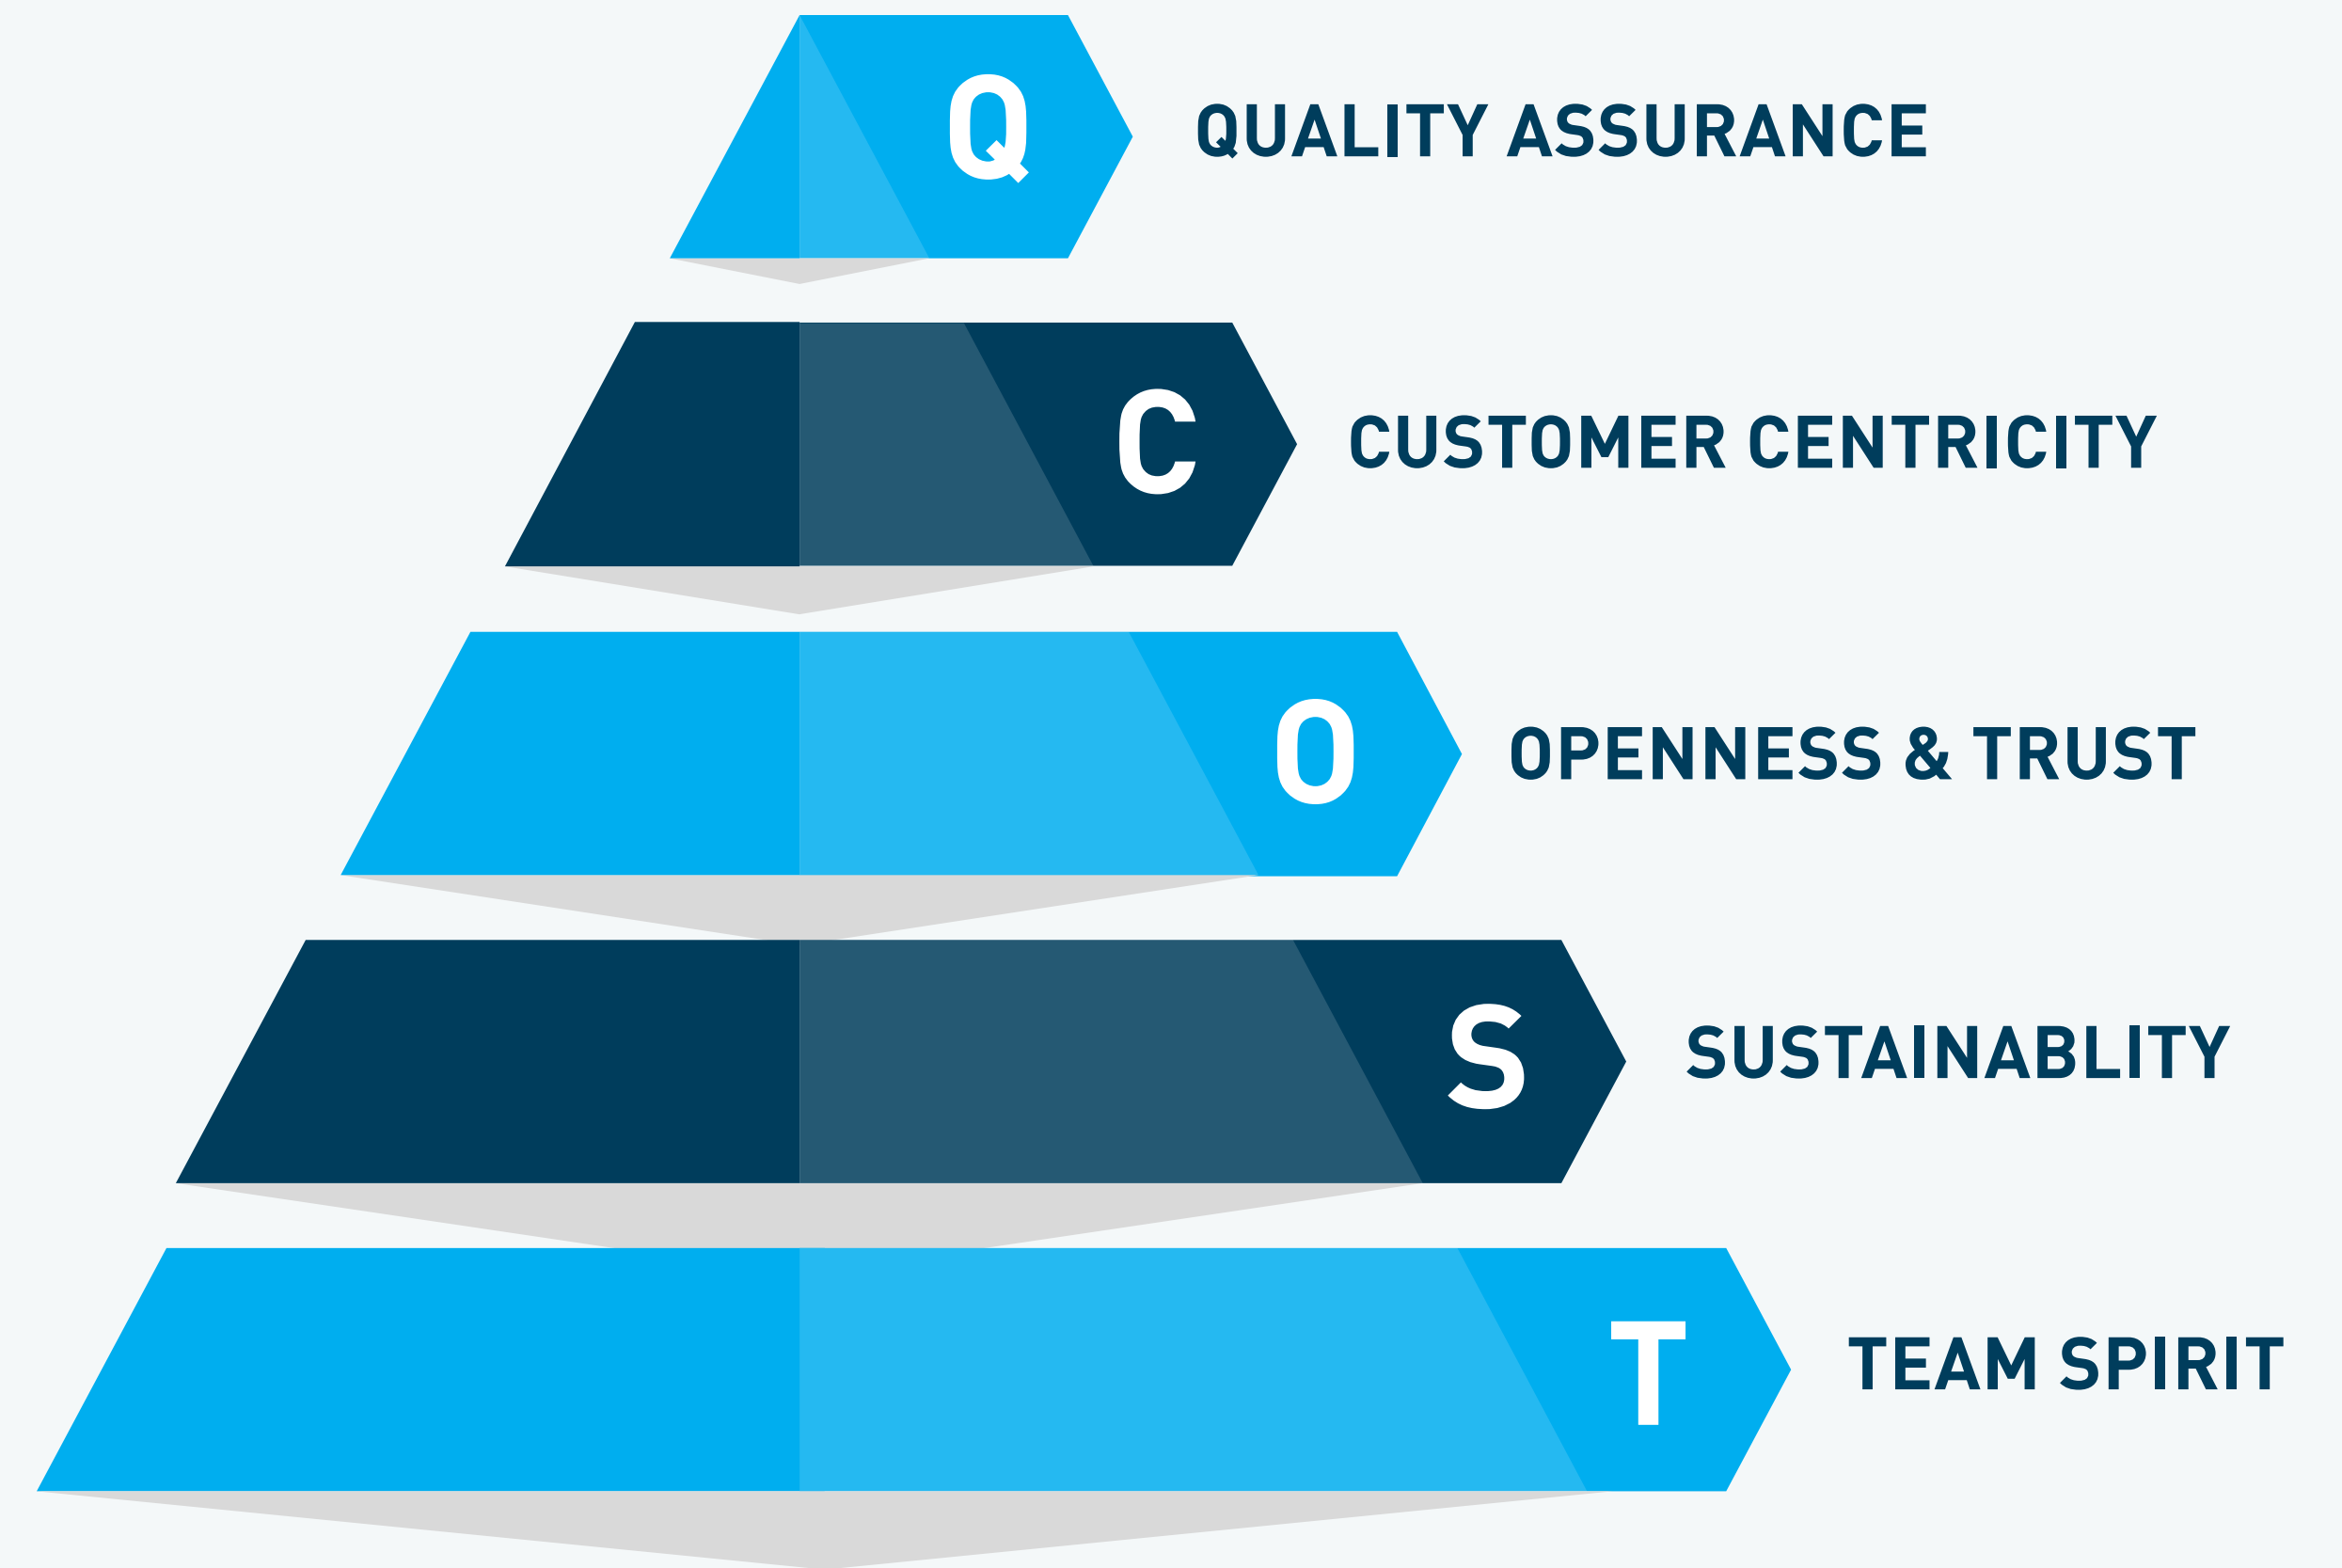 Q QUALITY ASSURANCE
C CUSTOMER CENTRICITY
O OPENNESS & TRUST
S SUSTAINABLITY
T TEAM SPIRIT